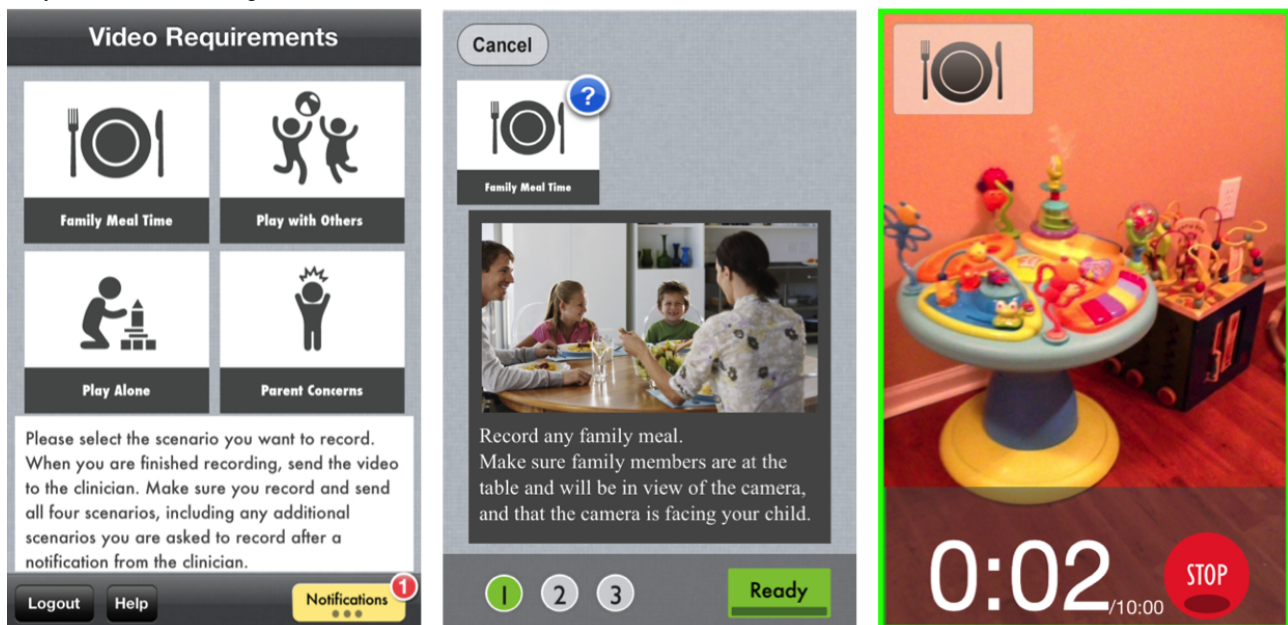 Video Requirements
Family Meal Time
Play with Others
Play Alone
Parent Concerns
Please select the scenario you want to record.
When you are finished recording, send the video
to the clinician. Make sure you record and send
all four scenarios, including any additional
scenarios you are asked to record after a
notification from the clinician.
Logout
Help
Notifications
1
Cancel
?
Family Meal Time
Record any family meal.
Make sure family members are at the
table and will be in view of the camera,
and that the camera is facing your child.
1 2 3
Ready
0:02/10:00
STOP